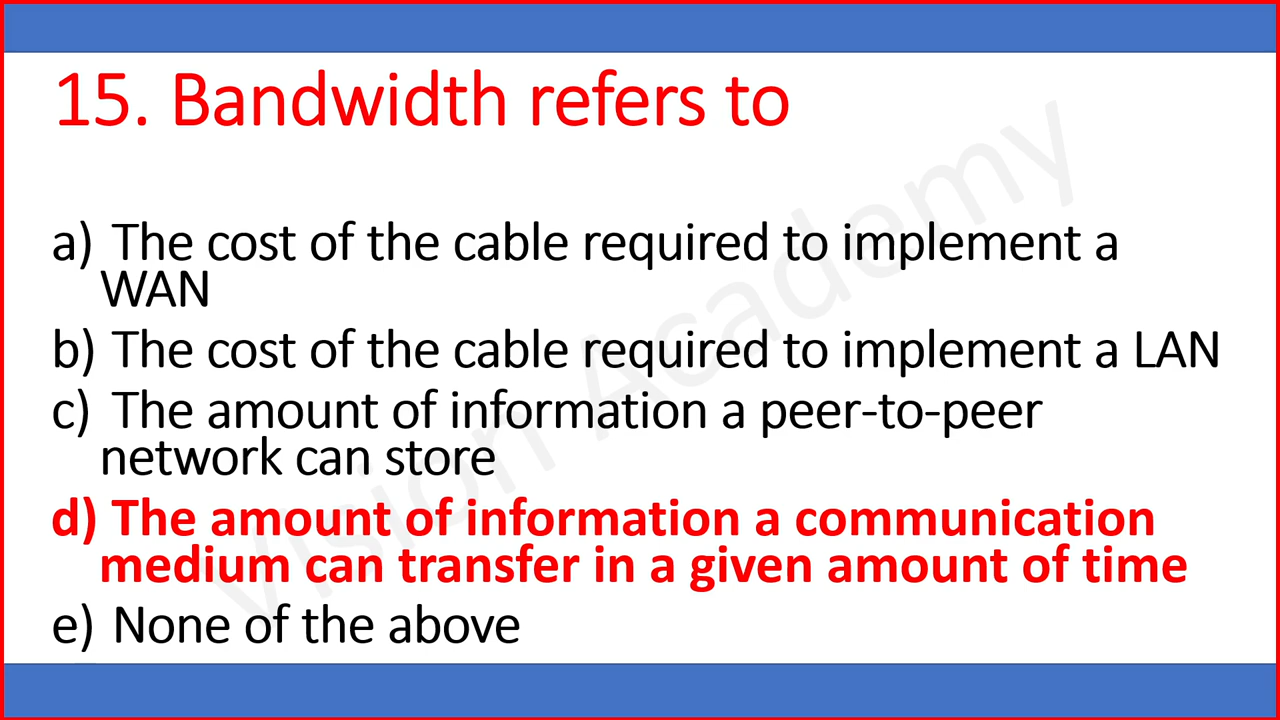 15. Bandwidth refers to
a) The cost of the cable required to implement a
WAN
b) The cost of the cable required to implement a LAN
c) The amount of information a peer-to-peer
network can store
d) The amount of information a communication
medium can transfer in a given amount of time
e) None of the above
Vision Academy